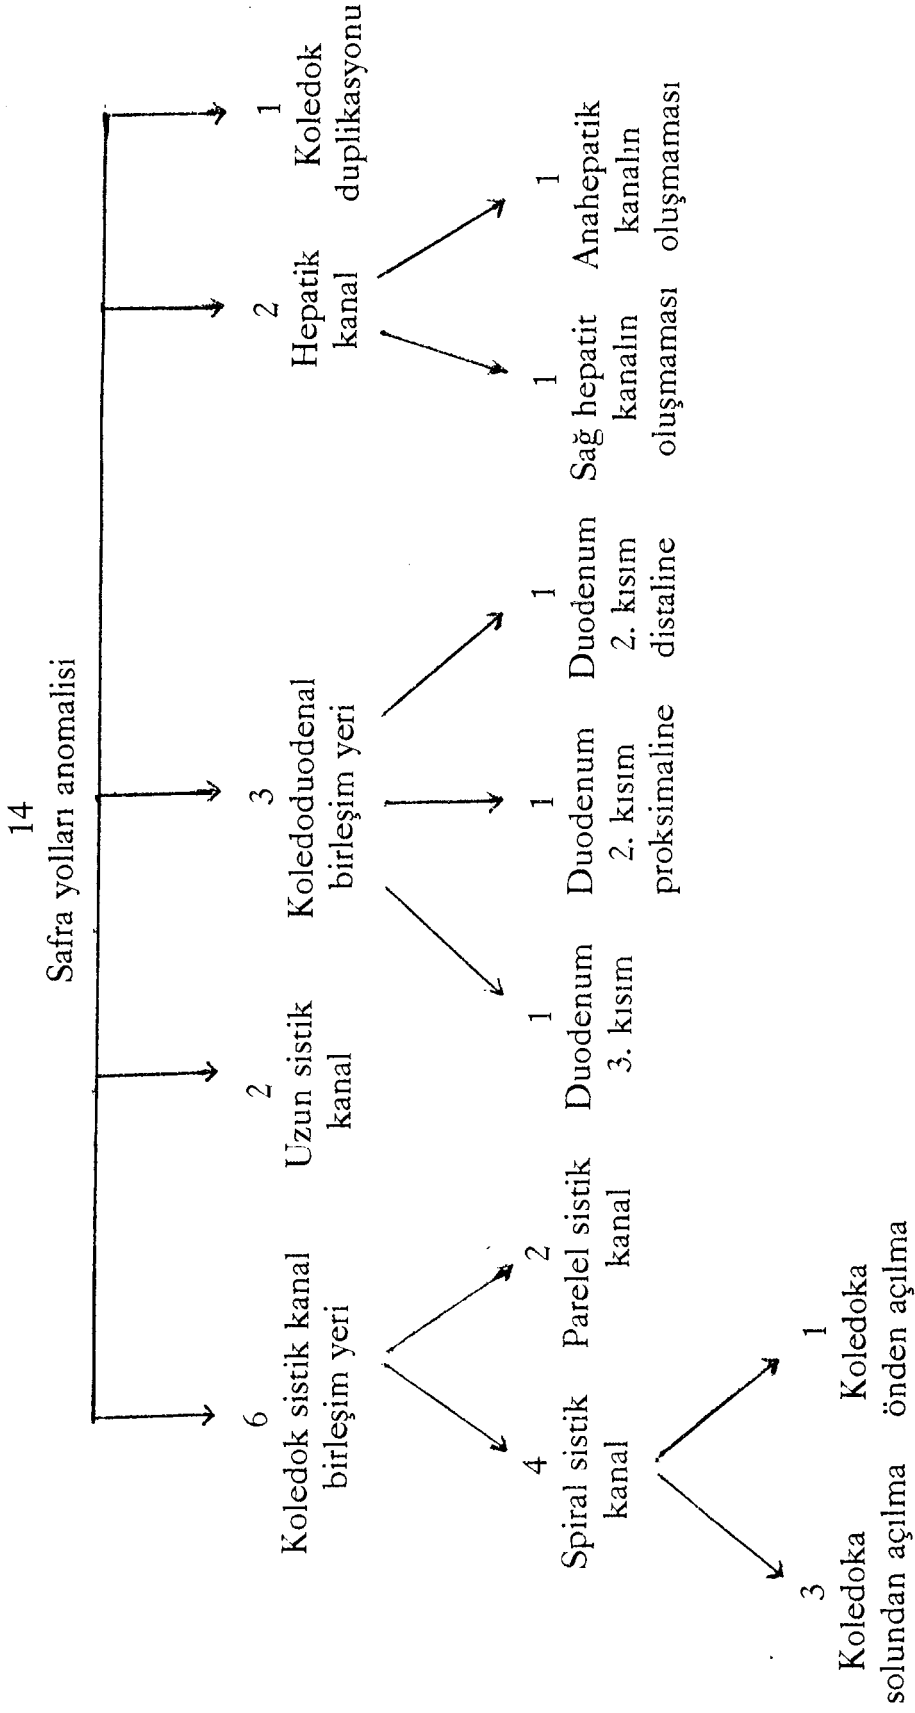 14
Safra yolları anomalisi
6
Koledok sistik kanal
birleşim yeri
2
Uzun sistik
kanal
3
Koledoduodenal
birleşim yeri
2
Hepatik
kanal
1
Koledok
duplikasyonu
4
Spiral sistik
kanal
2
Parelel sistik
kanal
1
Duodenum
3. kısım
1
Duodenum
2. kısım
proksimaline
1
Duodenum
2. kısım
distaline
1
Sağ hepatit
kanalın
oluşmaması
1
Anahepatik
kanalın
oluşmaması
3
Koledoka
solundan açılma
1
Koledoka
önden açılma